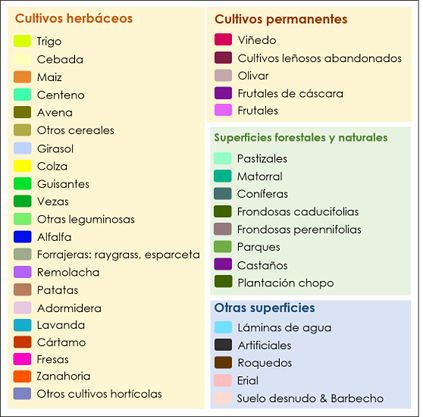 Cultivos herbáceos
Trigo
Cebada
Maiz
Centeno
Avena
Otros cereales
Girasol
Colza
Guisantes
Vezas
Otras leguminosas
Alfalfa
Forrajeras: raygrass, esparceta
Remolacha
Patatas
Adormidera
Lavanda
Cártamo
Fresas
Zanahoria
Otros cultivos hortícolas
Cultivos permanentes
Viñedo
Cultivos leñosos abandonados
Olivar
Frutales de cáscara
Frutales
Superficies forestales y naturales
Pastizales
Matorral
Coníferas
Frondosas caducifolias
Frondosas perennifolias
Parques
Castaños
Plantación chopo
Otras superficies
Láminas de agua
Artificiales
Roquedos
Erial
Suelo desnudo & Barbecho